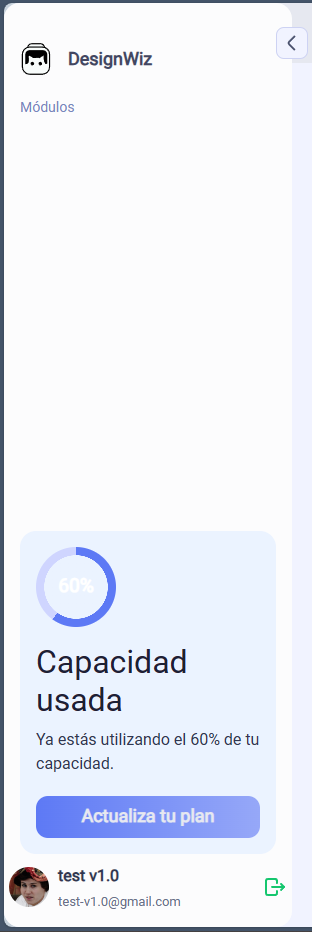 DesignWiz
Módulos
60%
Capacidad
usada
Ya estás utilizando el 60% de tu
capacidad.
Actualiza tu plan
test v1.0
test-v1.0@gmail.com